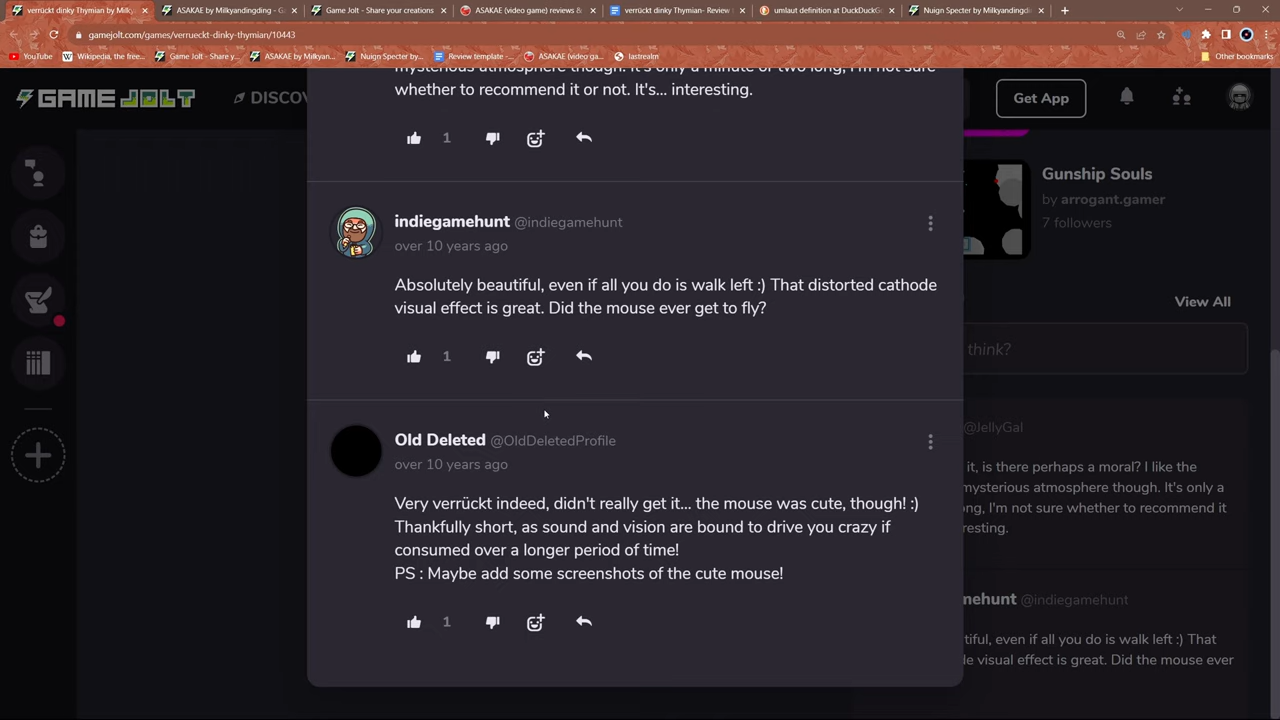 verrückt dinky Thymian by Milky
ASAKAE by Milkyandingding - G
Game Jolt - Share your creations
ASAKAE (video game) reviews &
verrückt dinky Thymian- Review
umlaut definition at DuckDuckG
Nuign Specter by Milkyandingdi
gamejolt.com/games/verrueckt-dinky-thymian/10443
YouTube
Wikipedia, the free...
Game Jolt - Share y...
ASAKAE by Milkyan...
Nuign Specter by M...
Review template -...
ASAKAE (video ga...
lastrealm
Other bookmarks
GAME JOLT
DISCOV
Get App
mysterious atmosphere though. It's only a minute or two long, I'm not sure
whether to recommend it or not. It's... interesting.
1
indiegamehunt @indiegamehunt
over 10 years ago
Absolutely beautiful, even if all you do is walk left :) That distorted cathode
visual effect is great. Did the mouse ever get to fly?
1
Old Deleted @OldDeletedProfile
over 10 years ago
Very verrückt indeed, didn't really get it... the mouse was cute, though! :)
Thankfully short, as sound and vision are bound to drive you crazy if
consumed over a longer period of time!
PS : Maybe add some screenshots of the cute mouse!
1
Gunship Souls
by arrogant.gamer
7 followers
View All
think?
@JellyGal
it, is there perhaps a moral? I like the
mysterious atmosphere though. It's only a
ng, I'm not sure whether to recommend it
resting.
mehunt @indiegamehunt
tiful, even if all you do is walk left :) That
le visual effect is great. Did the mouse ever